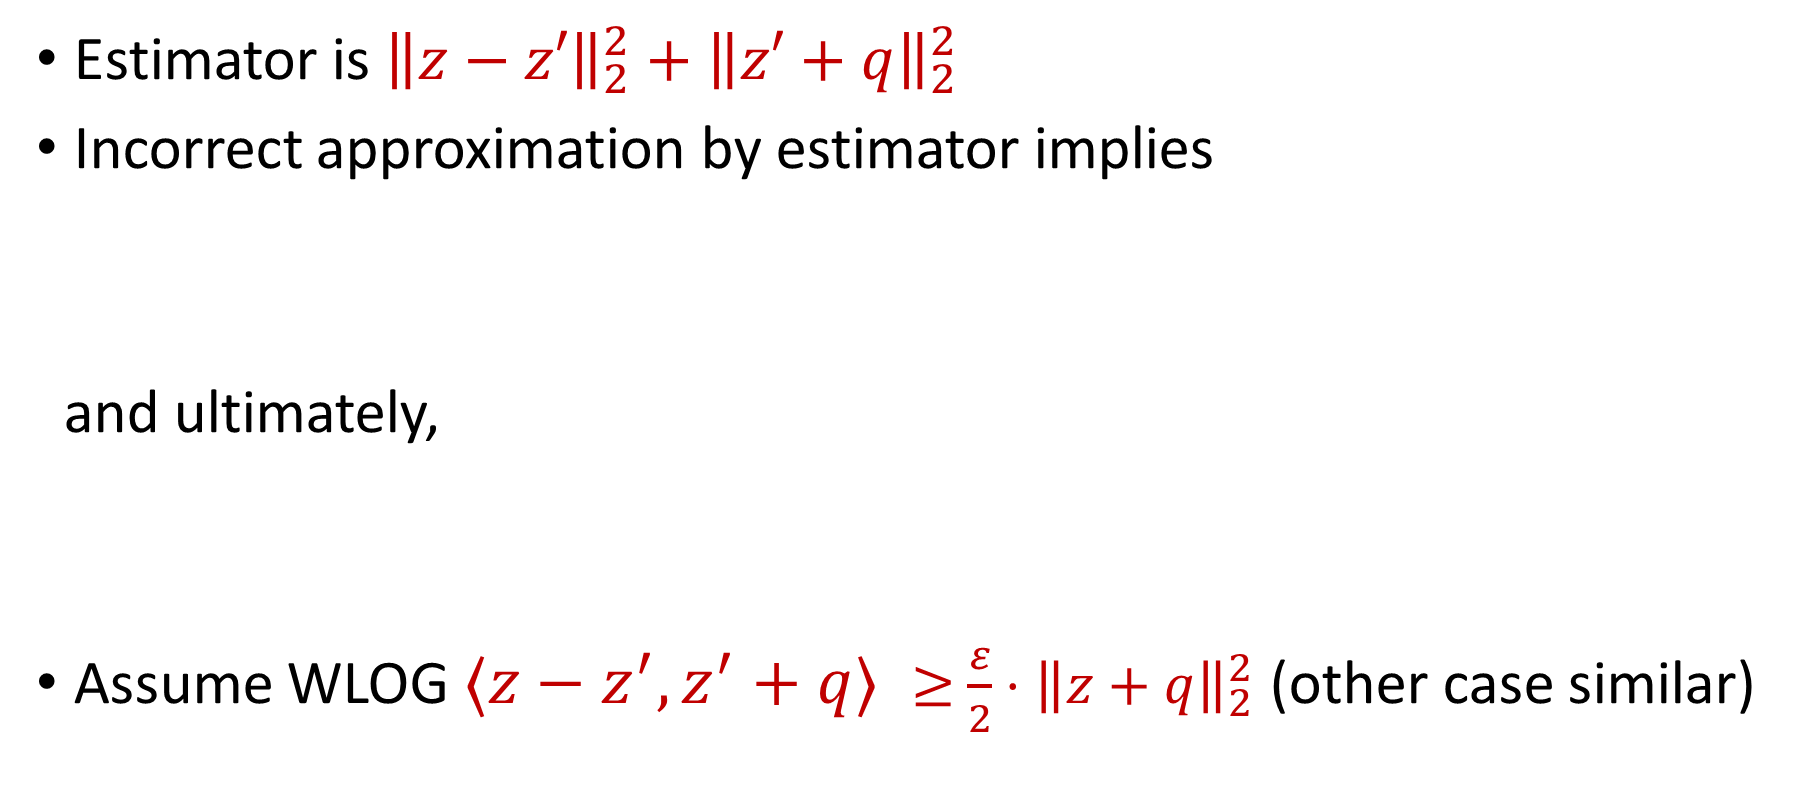 • Estimator is ‖z − z′‖₂² + ‖z′ + q‖₂²
• Incorrect approximation by estimator implies
and ultimately,
• Assume WLOG ⟨z − z′, z′ + q⟩ ≥ ε/2 · ‖z + q‖₂² (other case similar)